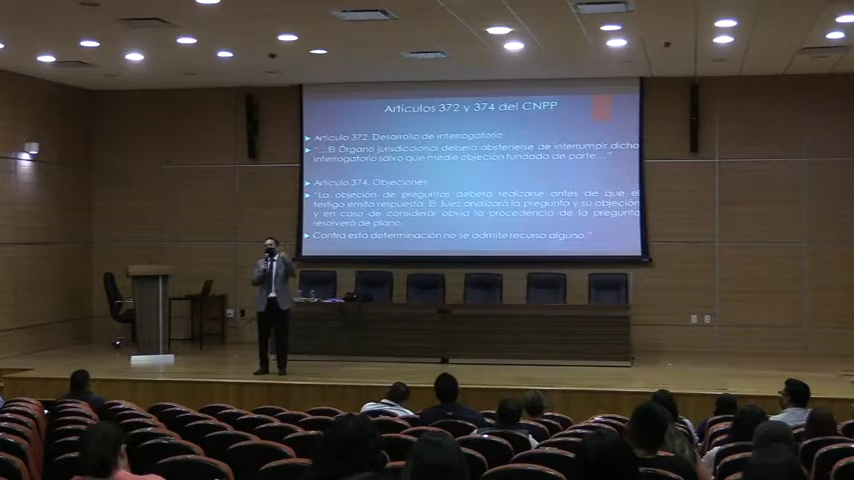 Artículos 372 y 374 del CNPP
Artículo 372. Desarrollo de interrogatorio
"…El Órgano jurisdiccional deberá abstenerse de interrumpir dicho
interrogatorio salvo que medie objeción fundada de parte…"
Artículo 374. Objeciones
"La objeción de preguntas deberá realizarse antes de que el
testigo emita respuesta. El Juez analizará la pregunta y su objeción
y en caso de considerar obvia la procedencia de la pregunta
resolverá de plano.
Contra esta determinación no se admite recurso alguno."